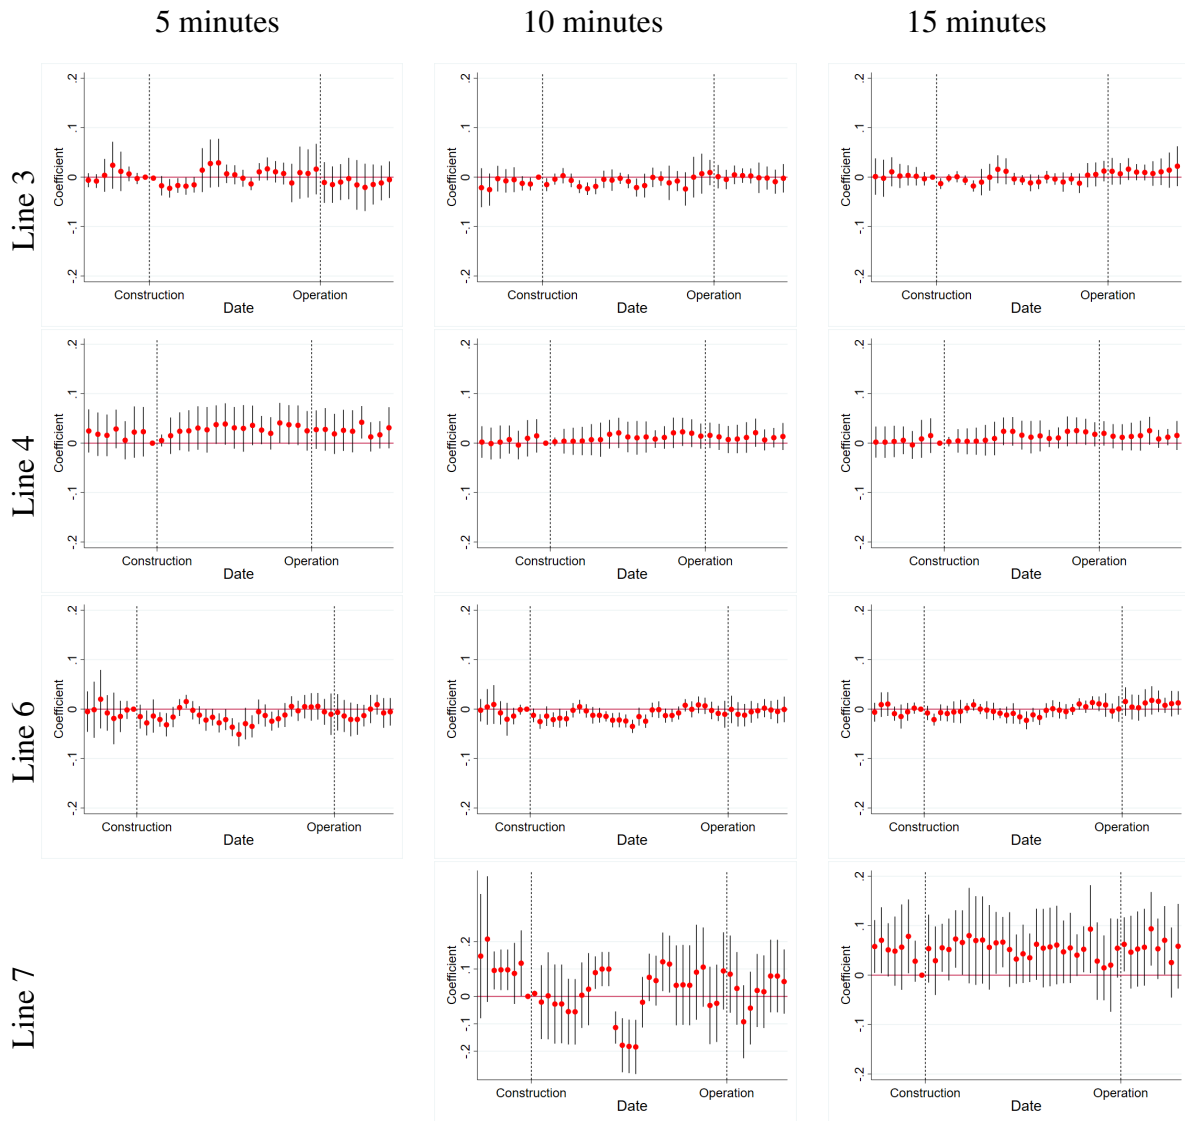 5 minutes 10 minutes 15 minutes
Line 3
Coefficient
.2
.1
0
-.1
-.2
Construction Operation
Date
Coefficient
.2
.1
0
-.1
-.2
Construction Operation
Date
Coefficient
.2
.1
0
-.1
-.2
Construction Operation
Date
Line 4
Coefficient
.2
.1
0
-.1
-.2
Construction Operation
Date
Coefficient
.2
.1
0
-.1
-.2
Construction Operation
Date
Coefficient
.2
.1
0
-.1
-.2
Construction Operation
Date
Line 6
Coefficient
.2
.1
0
-.1
-.2
Construction Operation
Date
Coefficient
.2
.1
0
-.1
-.2
Construction Operation
Date
Coefficient
.2
.1
0
-.1
-.2
Construction Operation
Date
Line 7
Coefficient
.2
.1
0
-.1
-.2
Construction Operation
Date
Coefficient
.2
.1
0
-.1
-.2
Construction Operation
Date